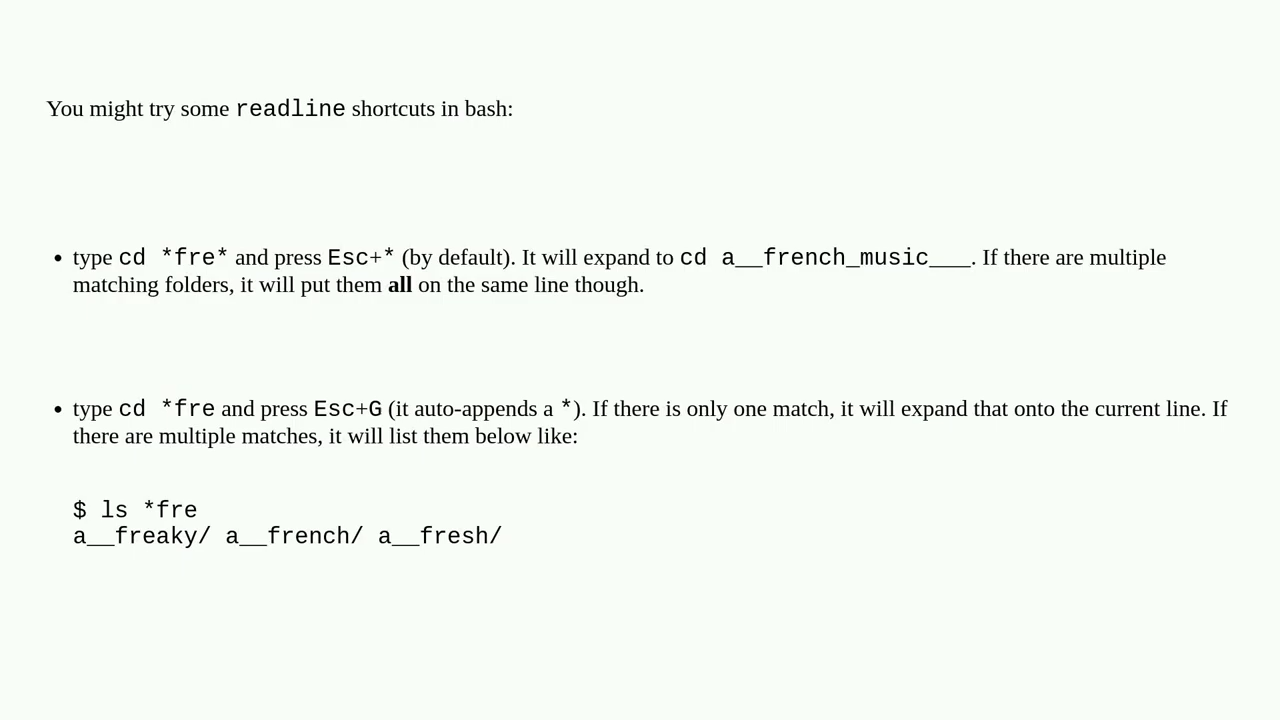 You might try some readline shortcuts in bash:
• type cd *fre* and press Esc+* (by default). It will expand to cd a__french_music___. If there are multiple
matching folders, it will put them all on the same line though.
• type cd *fre and press Esc+G (it auto-appends a *). If there is only one match, it will expand that onto the current line. If
there are multiple matches, it will list them below like:
$ ls *fre
a__freaky/ a__french/ a__fresh/